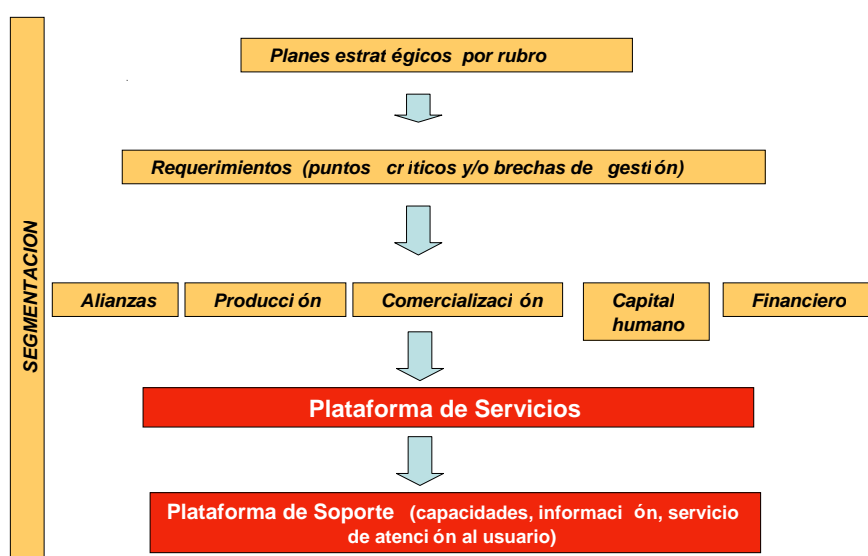 SEGMENTACION
Planes estratégicos por rubro
Requerimientos (puntos críticos y/o brechas de gestión)
Alianzas
Producción
Comercialización
Capital
humano
Financiero
Plataforma de Servicios
Plataforma de Soporte (capacidades, información, servicio
de atención al usuario)